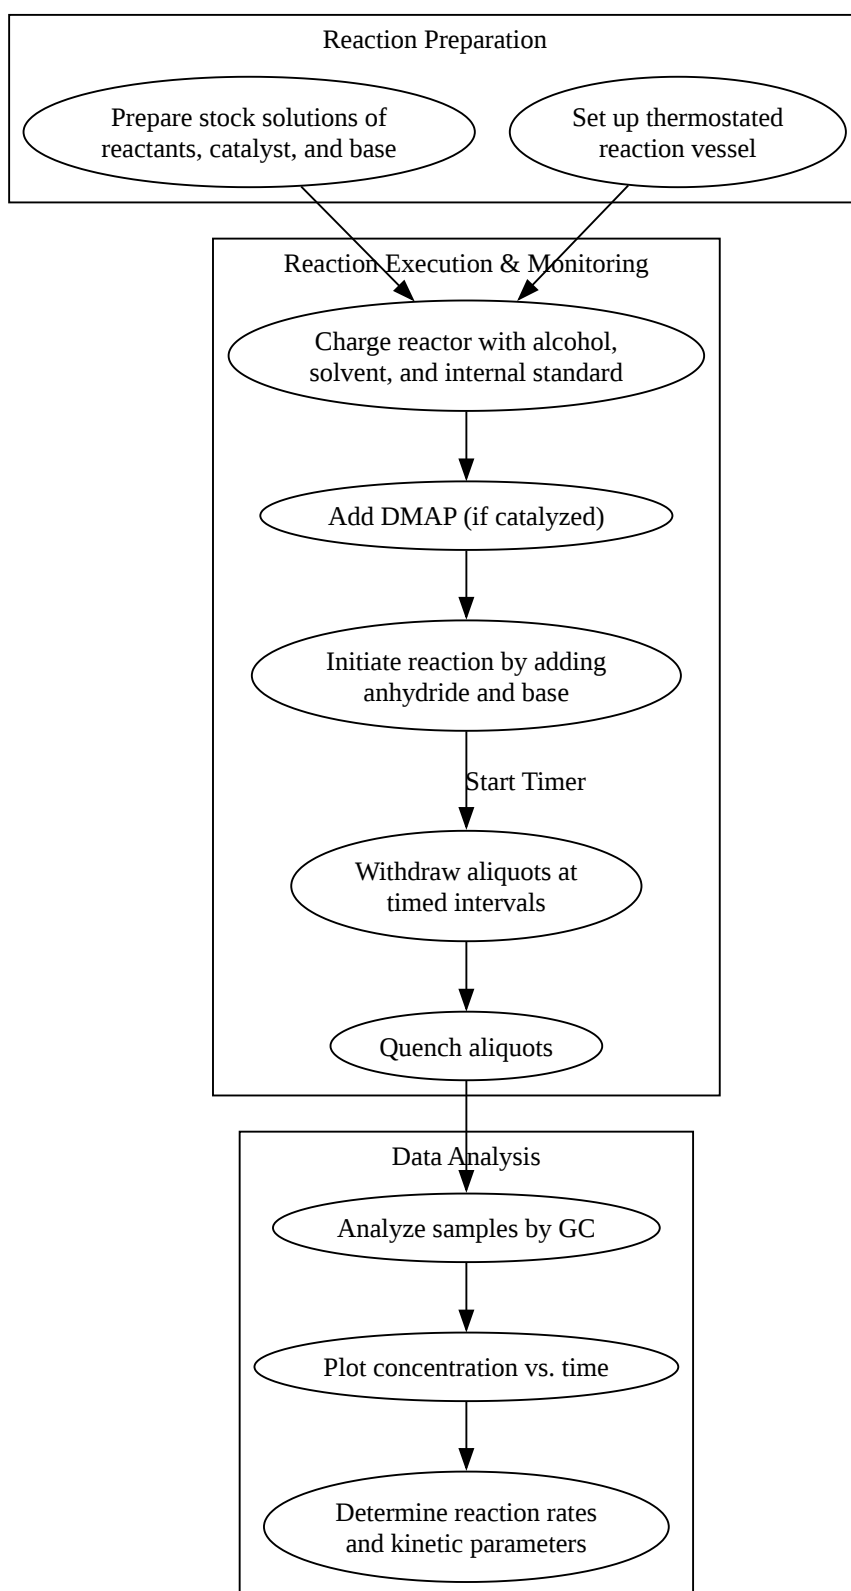 Reaction Preparation
Prepare stock solutions of
reactants, catalyst, and base
Set up thermostated
reaction vessel
Reaction Execution & Monitoring
Charge reactor with alcohol,
solvent, and internal standard
Add DMAP (if catalyzed)
Initiate reaction by adding
anhydride and base
Start Timer
Withdraw aliquots at
timed intervals
Quench aliquots
Data Analysis
Analyze samples by GC
Plot concentration vs. time
Determine reaction rates
and kinetic parameters